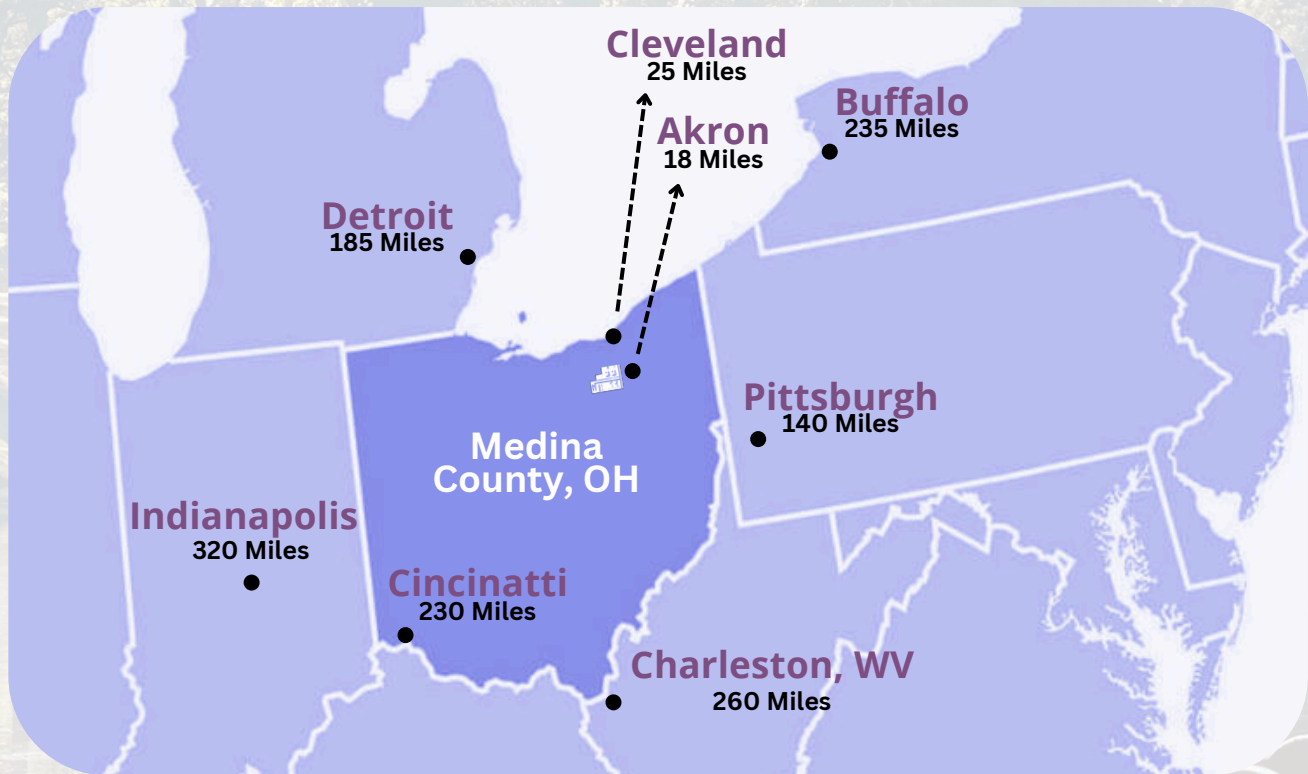 Cleveland
25 Miles
Akron
18 Miles
Buffalo
235 Miles
Detroit
185 Miles
Pittsburgh
140 Miles
Medina
County, OH
Indianapolis
320 Miles
Cincinatti
230 Miles
Charleston, WV
260 Miles